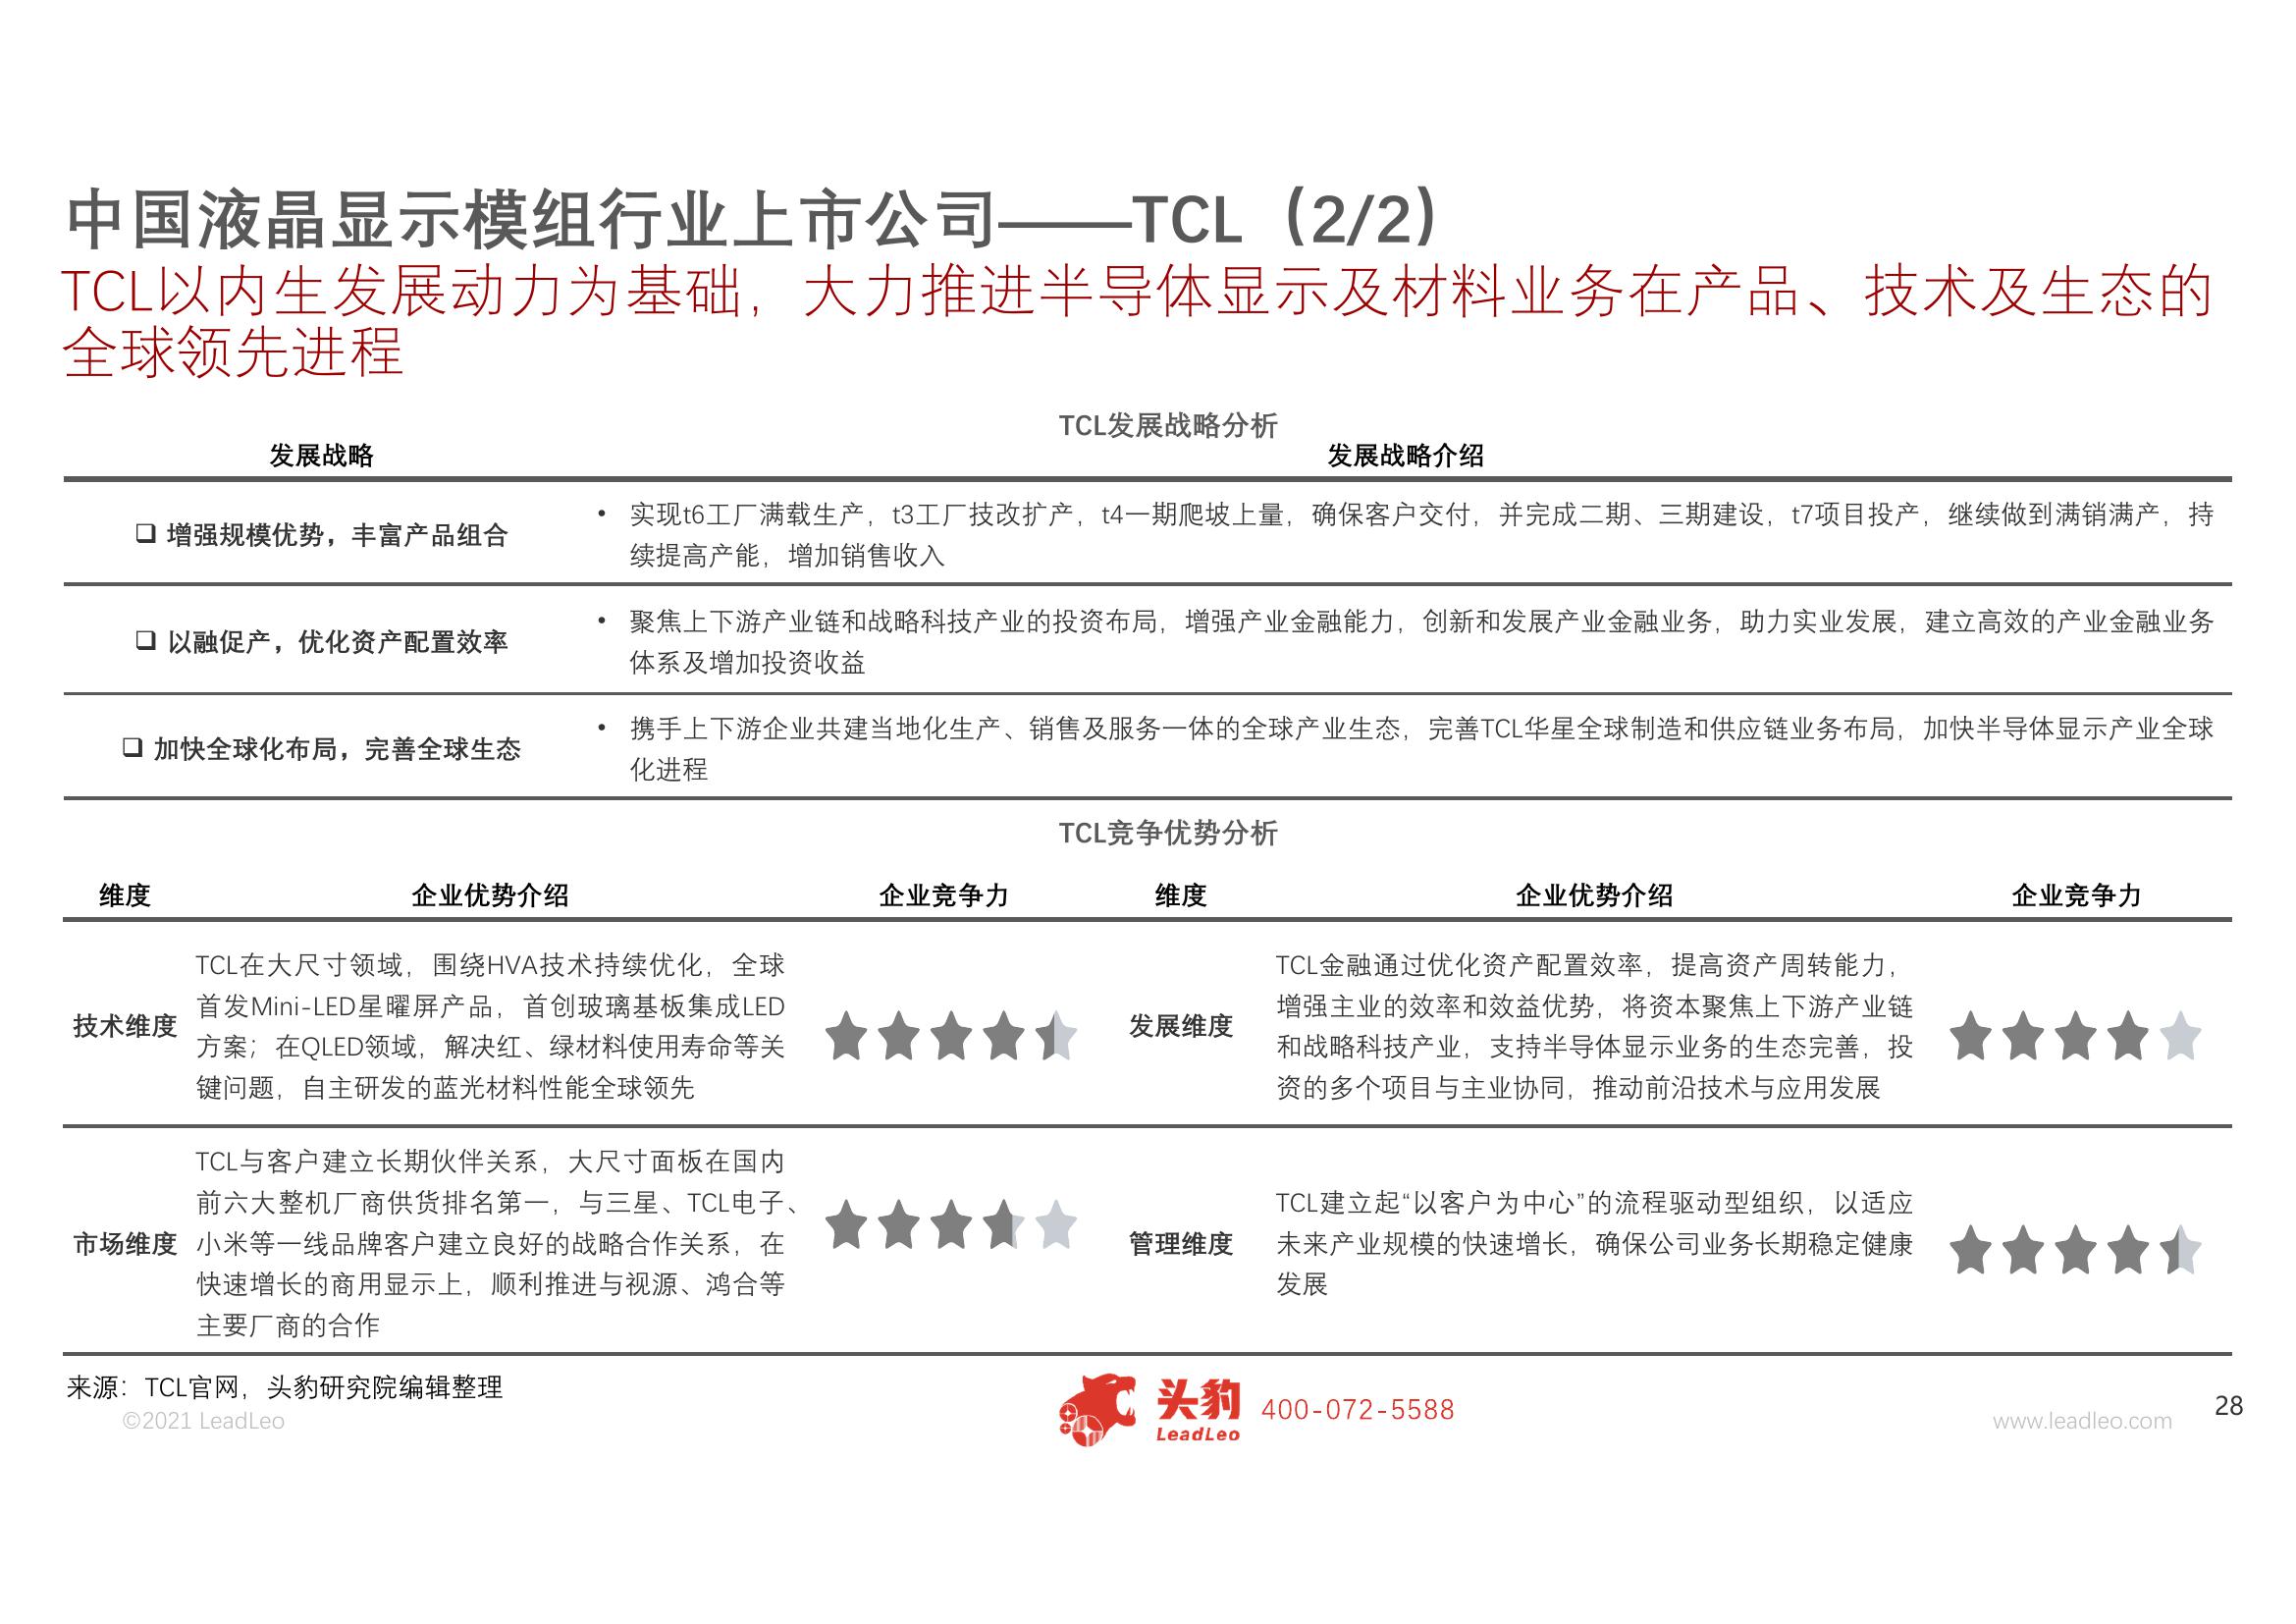 中国液晶显示模组行业上市公司——TCL（2/2）
TCL以内生发展动力为基础，大力推进半导体显示及材料业务在产品、技术及生态的
全球领先进程
TCL发展战略分析
发展战略
发展战略介绍
❑ 增强规模优势，丰富产品组合
• 实现t6工厂满载生产，t3工厂技改扩产，t4一期爬坡上量，确保客户交付，并完成二期、三期建设，t7项目投产，继续做到满销满产，持
续提高产能，增加销售收入
❑ 以融促产，优化资产配置效率
• 聚焦上下游产业链和战略科技产业的投资布局，增强产业金融能力，创新和发展产业金融业务，助力实业发展，建立高效的产业金融业务
体系及增加投资收益
❑ 加快全球化布局，完善全球生态
• 携手上下游企业共建当地化生产、销售及服务一体的全球产业生态，完善TCL华星全球制造和供应链业务布局，加快半导体显示产业全球
化进程
TCL竞争优势分析
维度
企业优势介绍
企业竞争力
维度
企业优势介绍
企业竞争力
技术维度
TCL在大尺寸领域，围绕HVA技术持续优化，全球
首发Mini-LED星曜屏产品，首创玻璃基板集成LED
方案；在QLED领域，解决红、绿材料使用寿命等关
键问题，自主研发的蓝光材料性能全球领先
发展维度
TCL金融通过优化资产配置效率，提高资产周转能力，
增强主业的效率和效益优势，将资本聚焦上下游产业链
和战略科技产业，支持半导体显示业务的生态完善，投
资的多个项目与主业协同，推动前沿技术与应用发展
市场维度
TCL与客户建立长期伙伴关系，大尺寸面板在国内
前六大整机厂商供货排名第一，与三星、TCL电子、
小米等一线品牌客户建立良好的战略合作关系，在
快速增长的商用显示上，顺利推进与视源、鸿合等
主要厂商的合作
管理维度
TCL建立起“以客户为中心”的流程驱动型组织，以适应
未来产业规模的快速增长，确保公司业务长期稳定健康
发展
来源：TCL官网，头豹研究院编辑整理
©2021 LeadLeo
头豹
LeadLeo
400-072-5588
www.leadleo.com
28